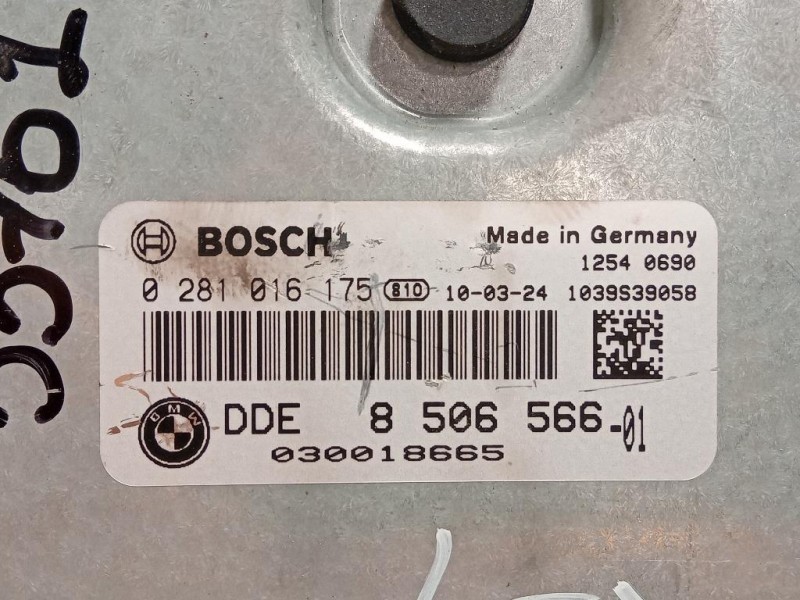 BOSCH Made in Germany
1254 0690
0 281 016 175 810 10-03-24 1039S39058
BMW DDE 8 506 566-01
030018665